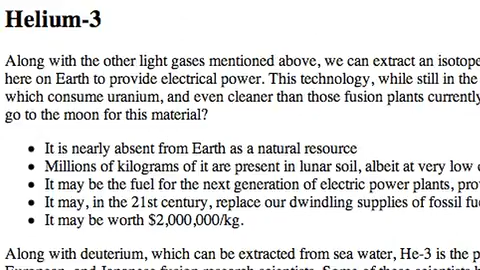 Helium-3
Along with the other light gases mentioned above, we can extract an isotope
here on Earth to provide electrical power. This technology, while still in the
which consume uranium, and even cleaner than those fusion plants currently
go to the moon for this material?
• It is nearly absent from Earth as a natural resource
• Millions of kilograms of it are present in lunar soil, albeit at very low
• It may be the fuel for the next generation of electric power plants,
• It may, in the 21st century, replace our dwindling supplies of fossil
• It may be worth $2,000,000/kg.
Along with deuterium, which can be extracted from sea water, He-3 is the